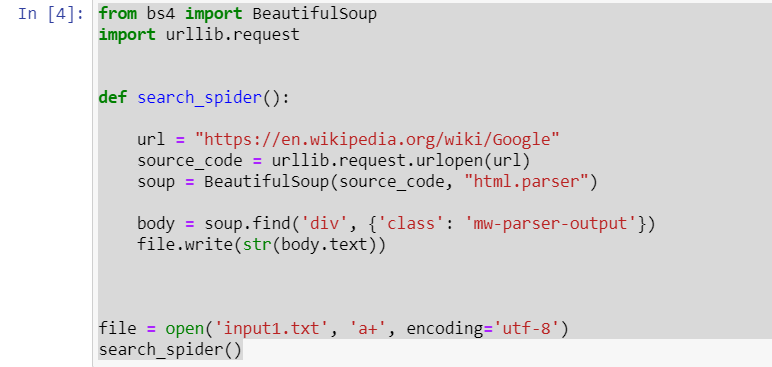 In [4]: from bs4 import BeautifulSoup
import urllib.request
def search_spider():
url = "https://en.wikipedia.org/wiki/Google"
source_code = urllib.request.urlopen(url)
soup = BeautifulSoup(source_code, "html.parser")
body = soup.find('div', {'class': 'mw-parser-output'})
file.write(str(body.text))
file = open('input1.txt', 'a+', encoding='utf-8')
search_spider()